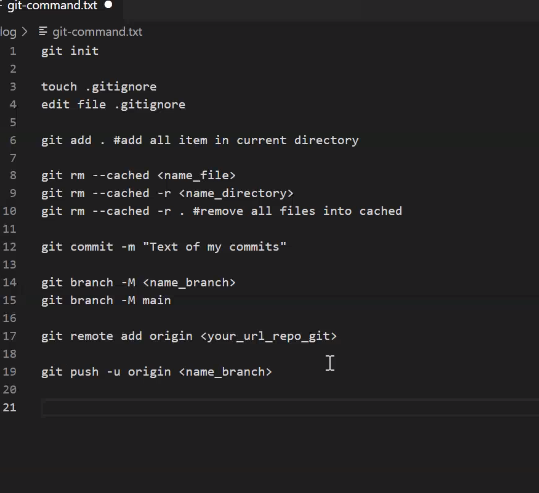 git-command.txt
log > git-command.txt
1 git init
2
3 touch .gitignore
4 edit file .gitignore
5
6 git add . #add all item in current directory
7
8 git rm --cached <name_file>
9 git rm --cached -r <name_directory>
10 git rm --cached -r . #remove all files into cached
11
12 git commit -m "Text of my commits"
13
14 git branch -M <name_branch>
15 git branch -M main
16
17 git remote add origin <your_url_repo_git>
18
19 git push -u origin <name_branch>
20
21